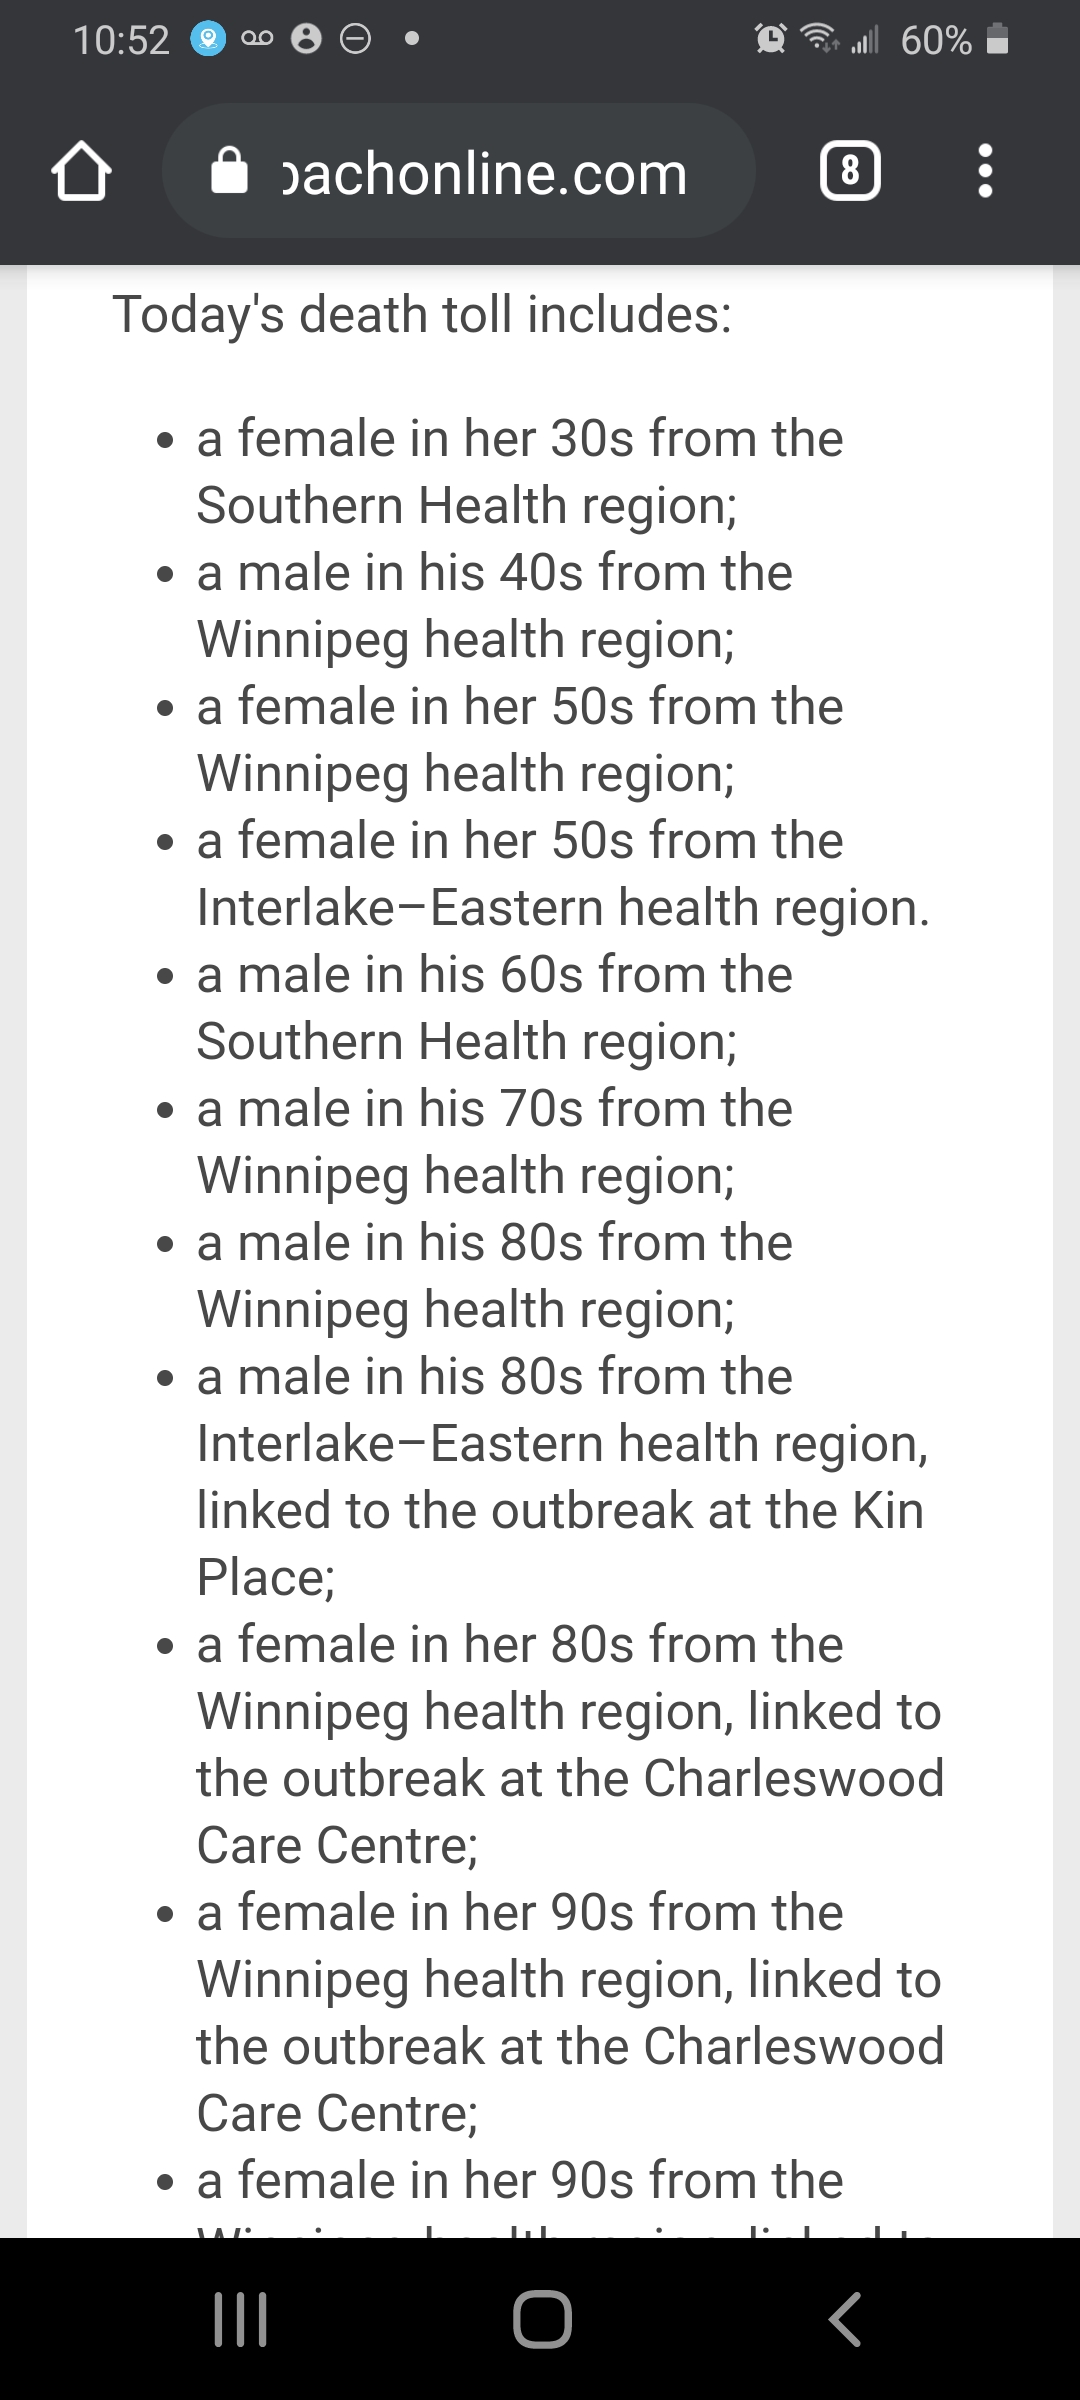 10:52
60%
achonline.com
8
Today's death toll includes:
• a female in her 30s from the
Southern Health region;
• a male in his 40s from the
Winnipeg health region;
• a female in her 50s from the
Winnipeg health region;
• a female in her 50s from the
Interlake–Eastern health region.
• a male in his 60s from the
Southern Health region;
• a male in his 70s from the
Winnipeg health region;
• a male in his 80s from the
Winnipeg health region;
• a male in his 80s from the
Interlake–Eastern health region,
linked to the outbreak at the Kin
Place;
• a female in her 80s from the
Winnipeg health region, linked to
the outbreak at the Charleswood
Care Centre;
• a female in her 90s from the
Winnipeg health region, linked to
the outbreak at the Charleswood
Care Centre;
• a female in her 90s from the